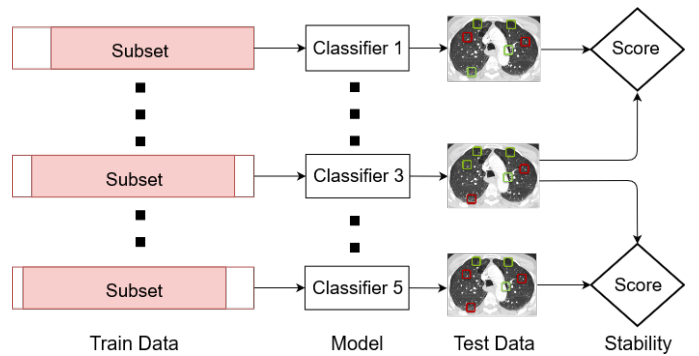 Subset
Classifier 1
Score
Subset
Classifier 3
Subset
Classifier 5
Score
Train Data
Model
Test Data
Stability